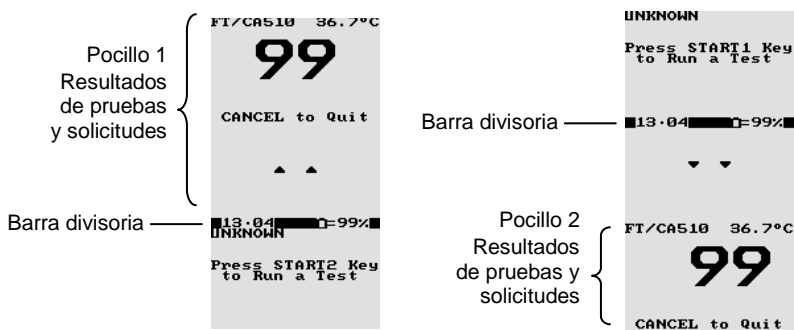 Pocillo 1
Resultados
de pruebas
y solicitudes
FT/CA510 36.7ºC
99
CANCEL to Quit
Barra divisoria
13·04 =99%
UNKNOWN
Press START2 Key
to Run a Test
UNKNOWN
Press START1 Key
to Run a Test
Barra divisoria
13·04 =99%
Pocillo 2
Resultados
de pruebas y
solicitudes
FT/CA510 36.7ºC
99
CANCEL to Quit